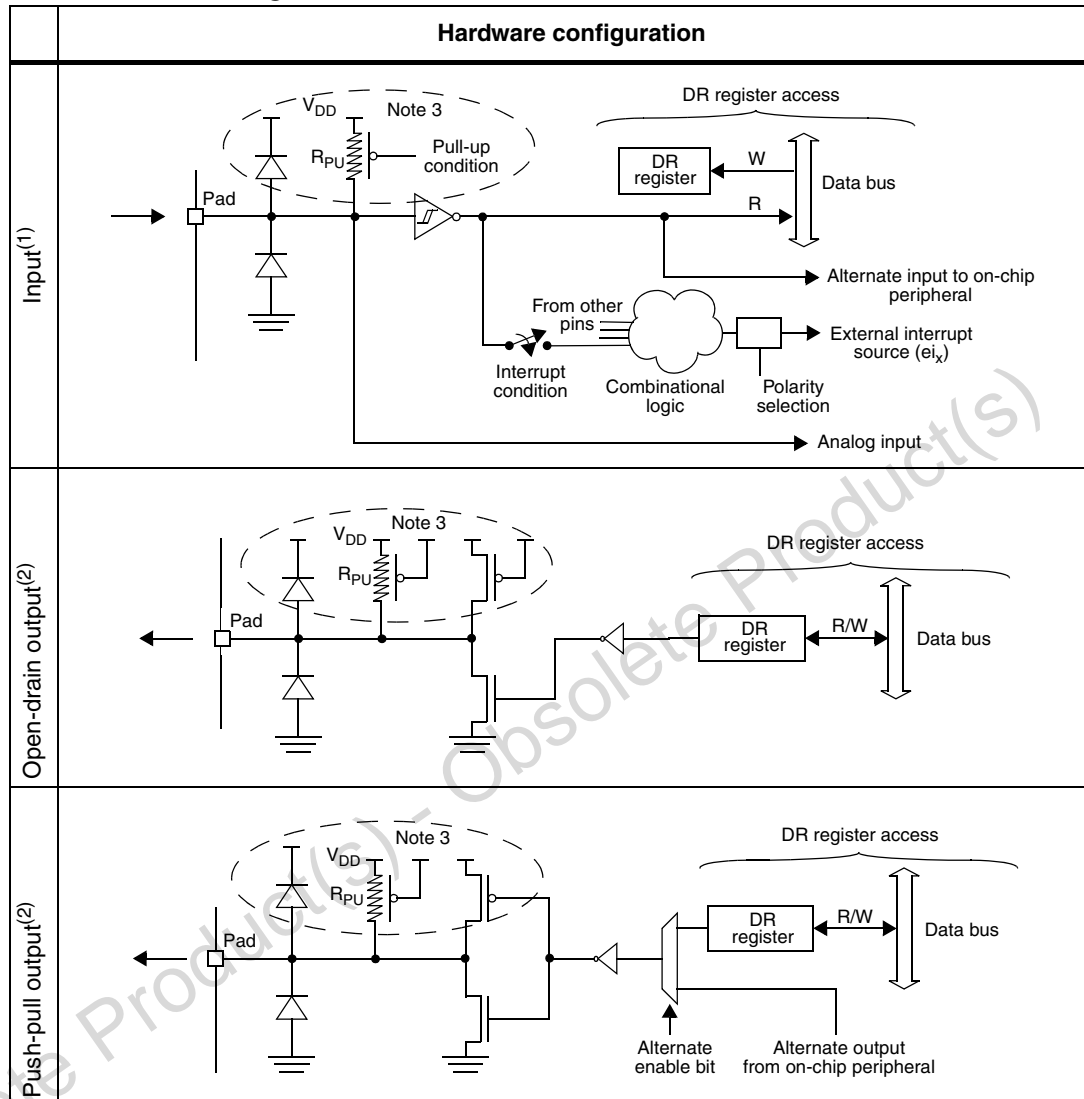 Hardware configuration
Input(1)
DR register access
VDD
Note 3
RPU
Pull-up
condition
DR
register
W
Data bus
R
Pad
Alternate input to on-chip
peripheral
From other
pins
External interrupt
source (eix)
Interrupt
condition
Combinational
logic
Polarity
selection
Analog input
Open-drain output(2)
Note 3
VDD
RPU
DR register access
Pad
DR
register
R/W
Data bus
Push-pull output(2)
Note 3
VDD
RPU
DR register access
Pad
DR
register
R/W
Data bus
Alternate
enable bit
Alternate output
from on-chip peripheral
ete Product(s) - Obsolete Product(s)